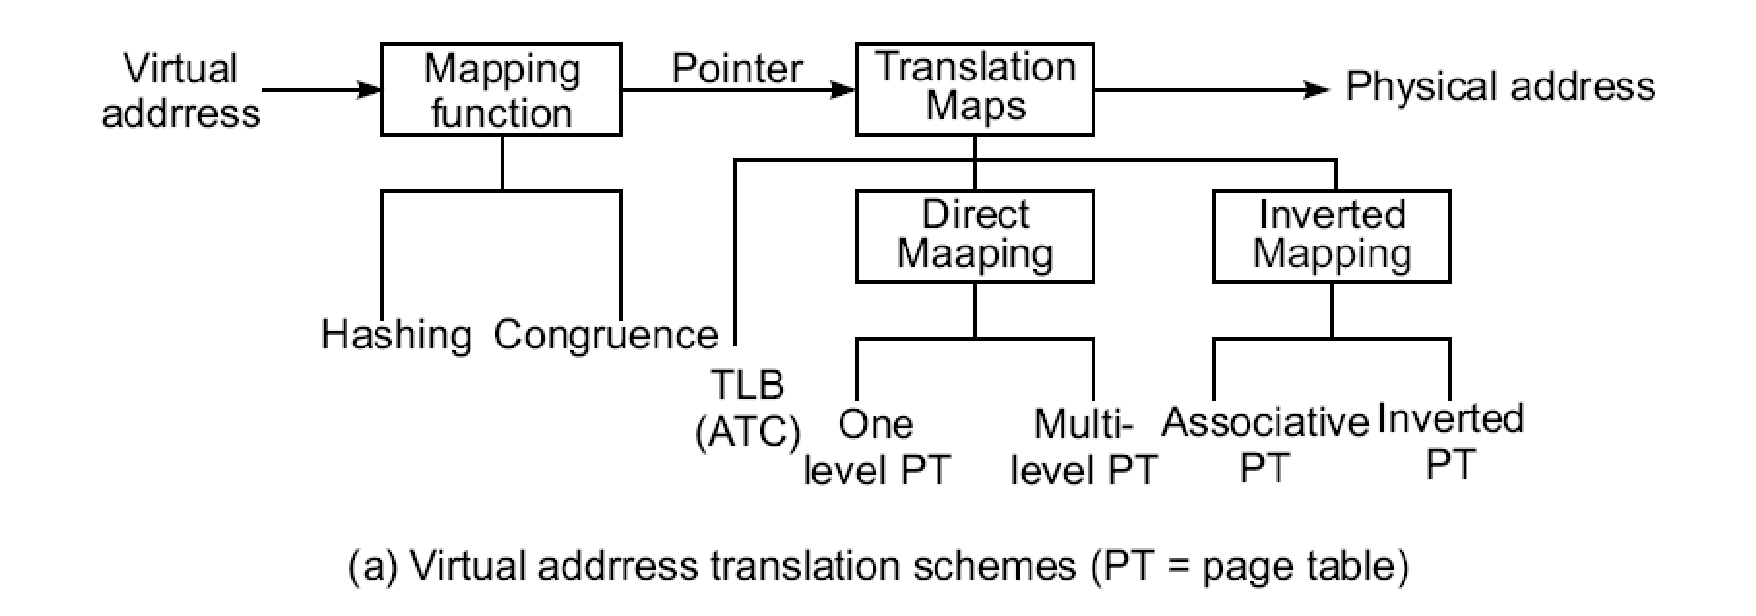 Virtual
addrress
Mapping
function
Pointer
Translation
Maps
Physical address
Direct
Maaping
Inverted
Mapping
Hashing
Congruence
TLB
(ATC)
One
level PT
Multi-
level PT
Associative
PT
Inverted
PT
(a) Virtual addrress translation schemes (PT = page table)